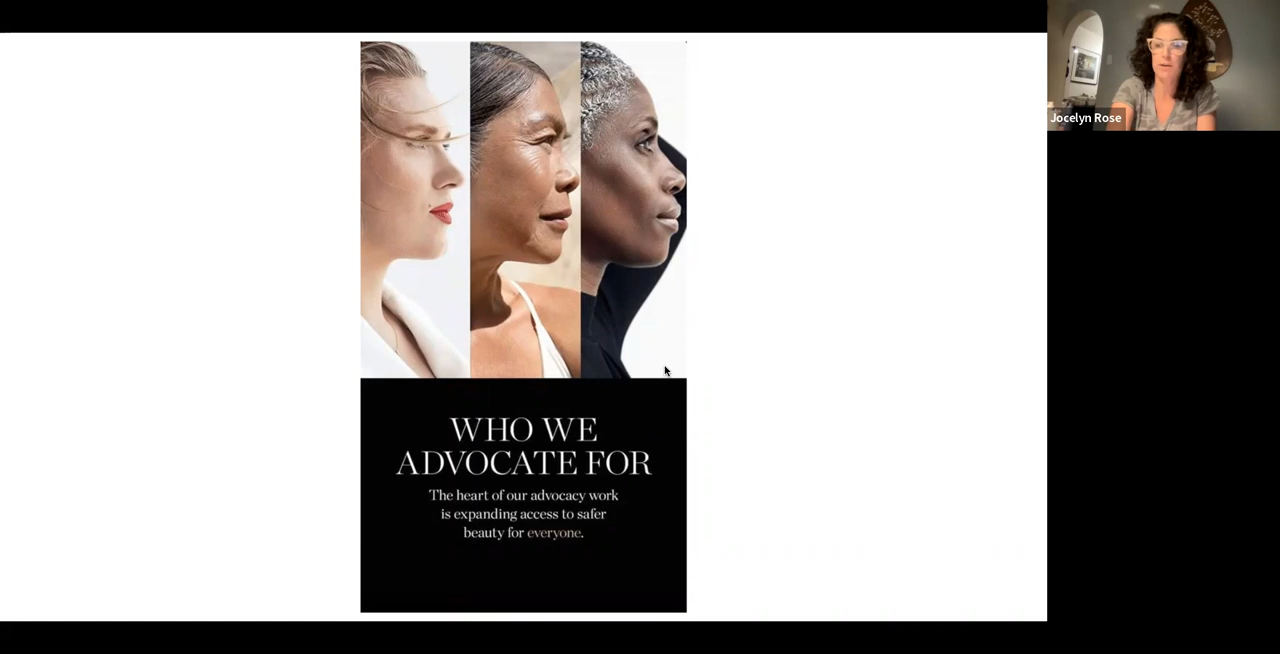 Jocelyn Rose
WHO WE
ADVOCATE FOR
The heart of our advocacy work
is expanding access to safer
beauty for everyone.